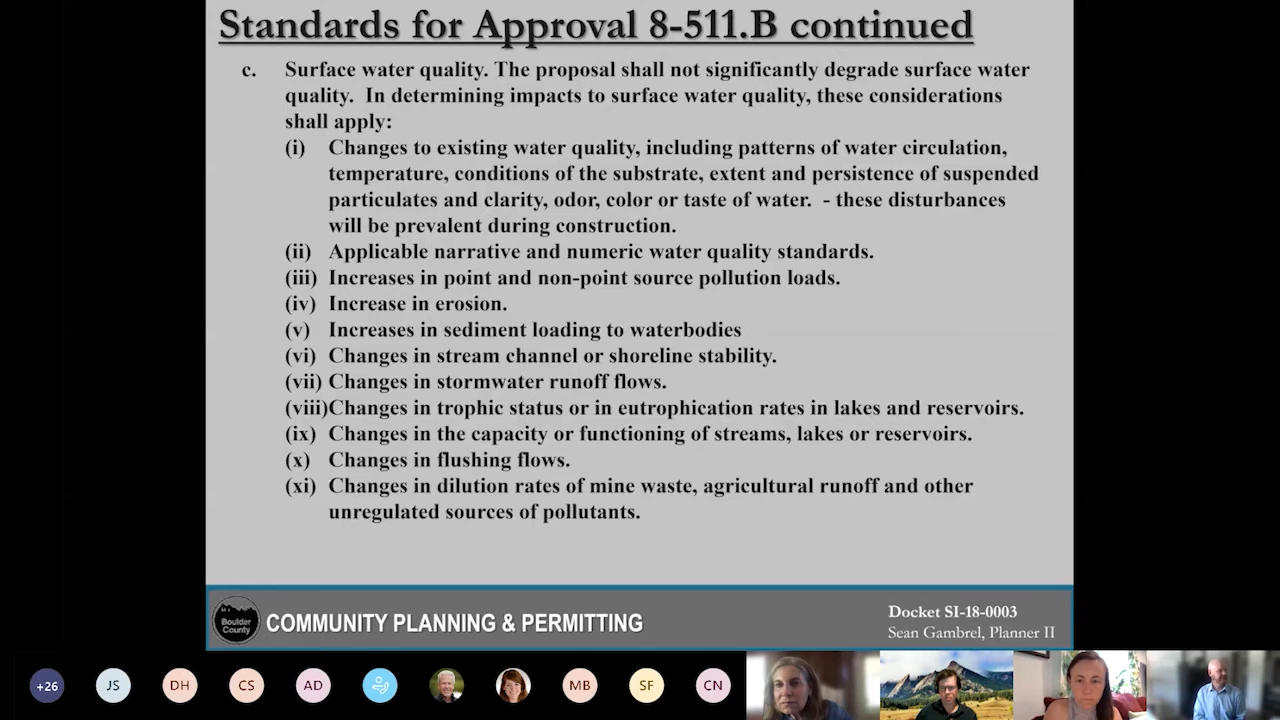 Standards for Approval 8-511.B continued
c. Surface water quality. The proposal shall not significantly degrade surface water
quality. In determining impacts to surface water quality, these considerations
shall apply:
(i) Changes to existing water quality, including patterns of water circulation,
temperature, conditions of the substrate, extent and persistence of suspended
particulates and clarity, odor, color or taste of water. - these disturbances
will be prevalent during construction.
(ii) Applicable narrative and numeric water quality standards.
(iii) Increases in point and non-point source pollution loads.
(iv) Increase in erosion.
(v) Increases in sediment loading to waterbodies
(vi) Changes in stream channel or shoreline stability.
(vii) Changes in stormwater runoff flows.
(viii)Changes in trophic status or in eutrophication rates in lakes and reservoirs.
(ix) Changes in the capacity or functioning of streams, lakes or reservoirs.
(x) Changes in flushing flows.
(xi) Changes in dilution rates of mine waste, agricultural runoff and other
unregulated sources of pollutants.
Boulder
County
COMMUNITY PLANNING & PERMITTING
Docket SI-18-0003
Sean Gambrel, Planner II
+26 JS DH CS AD MB SF CN